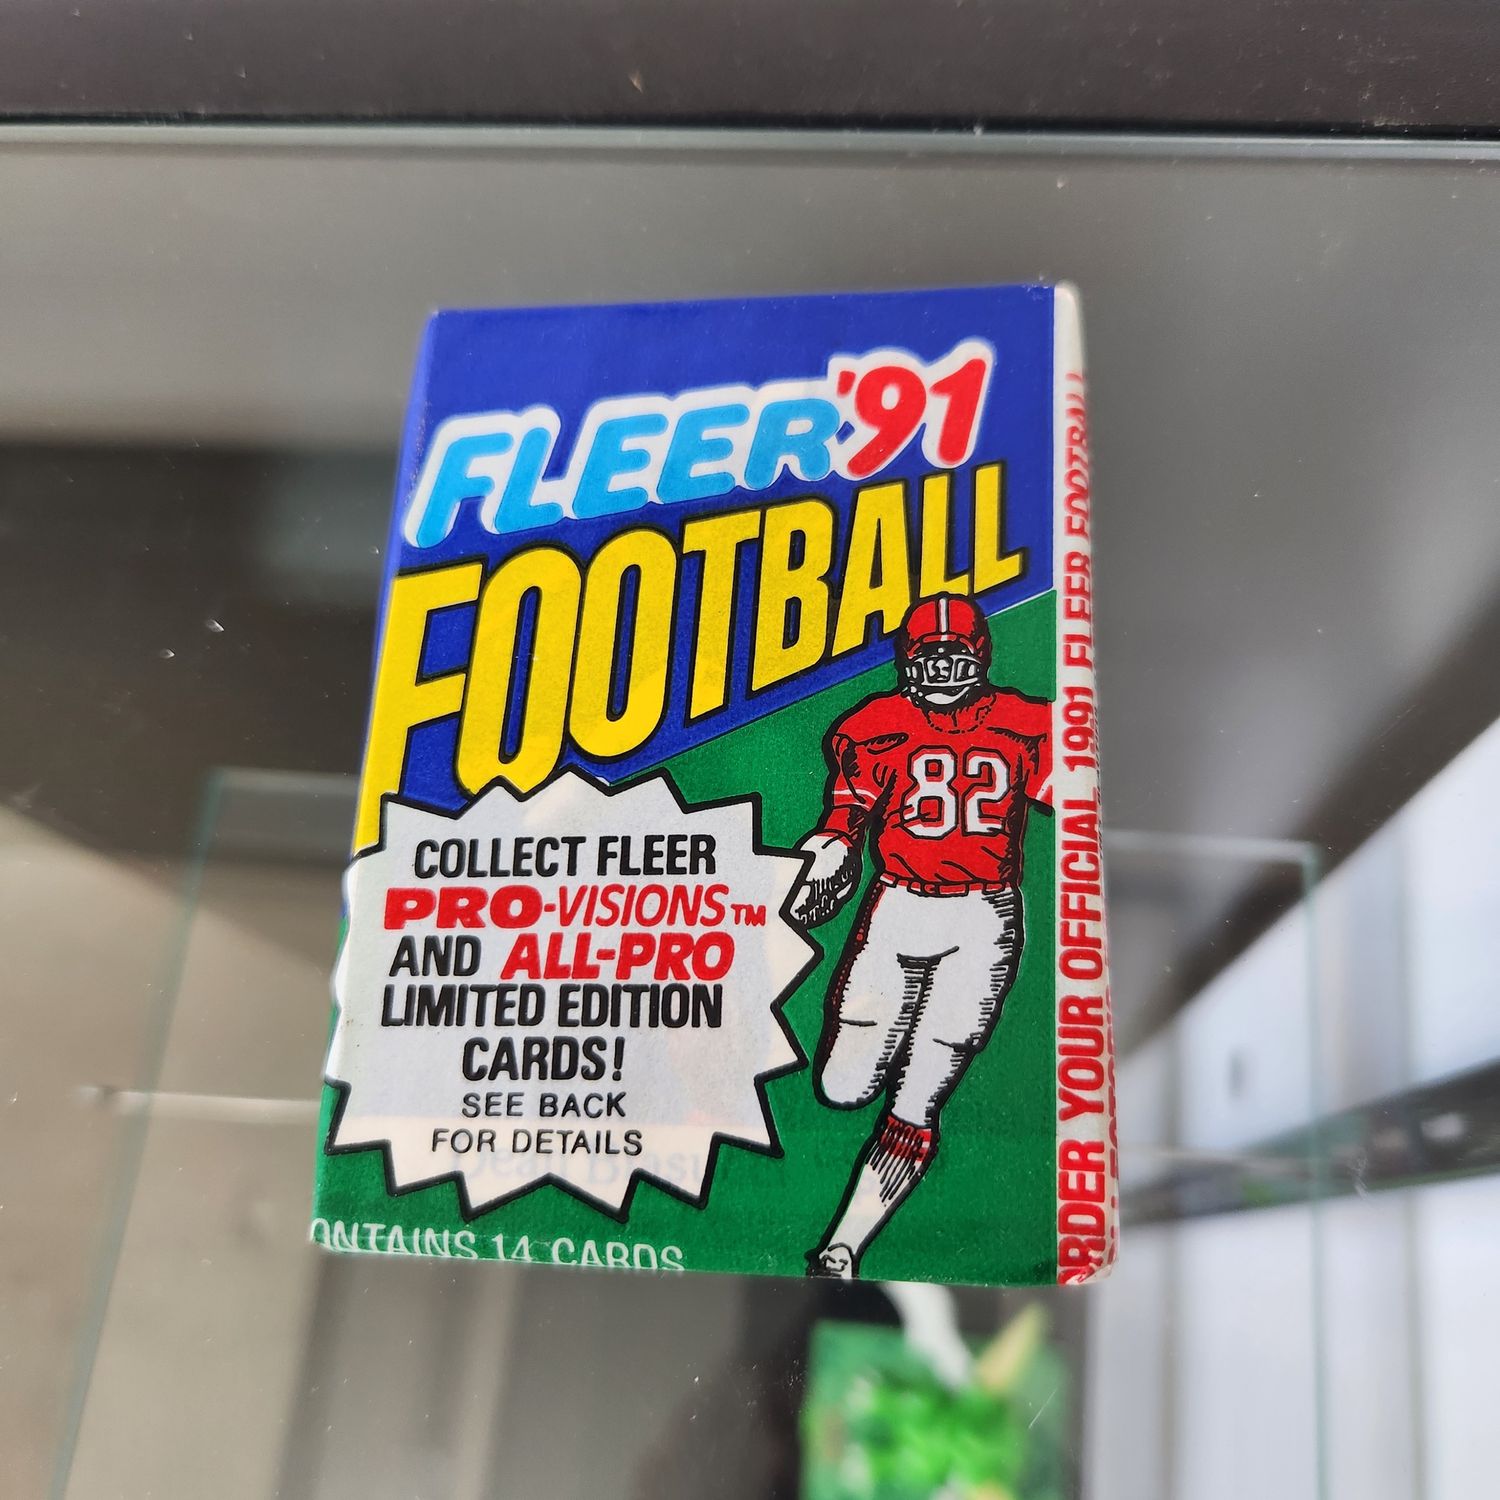 FLEER '91
FOOTBALL
82
COLLECT FLEER
PRO-VISIONS™
AND ALL-PRO
LIMITED EDITION
CARDS!
SEE BACK
FOR DETAILS
ONTAINS 14 CARDS
RDER YOUR OFFICIAL 1991 FLEER FOOTBALL